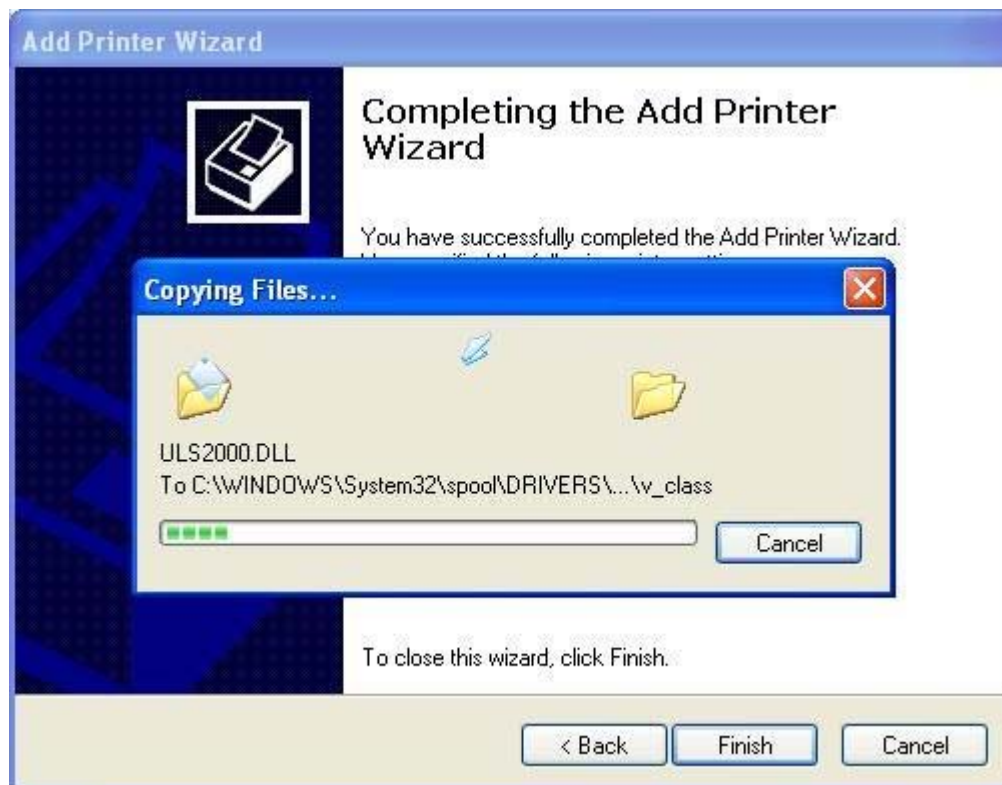 Add Printer Wizard
Completing the Add Printer
Wizard
You have successfully completed the Add Printer Wizard.
Copying Files...
ULS2000.DLL
To C:\WINDOWS\System32\spool\DRIVERS\...\v_class
Cancel
To close this wizard, click Finish.
< Back
Finish
Cancel